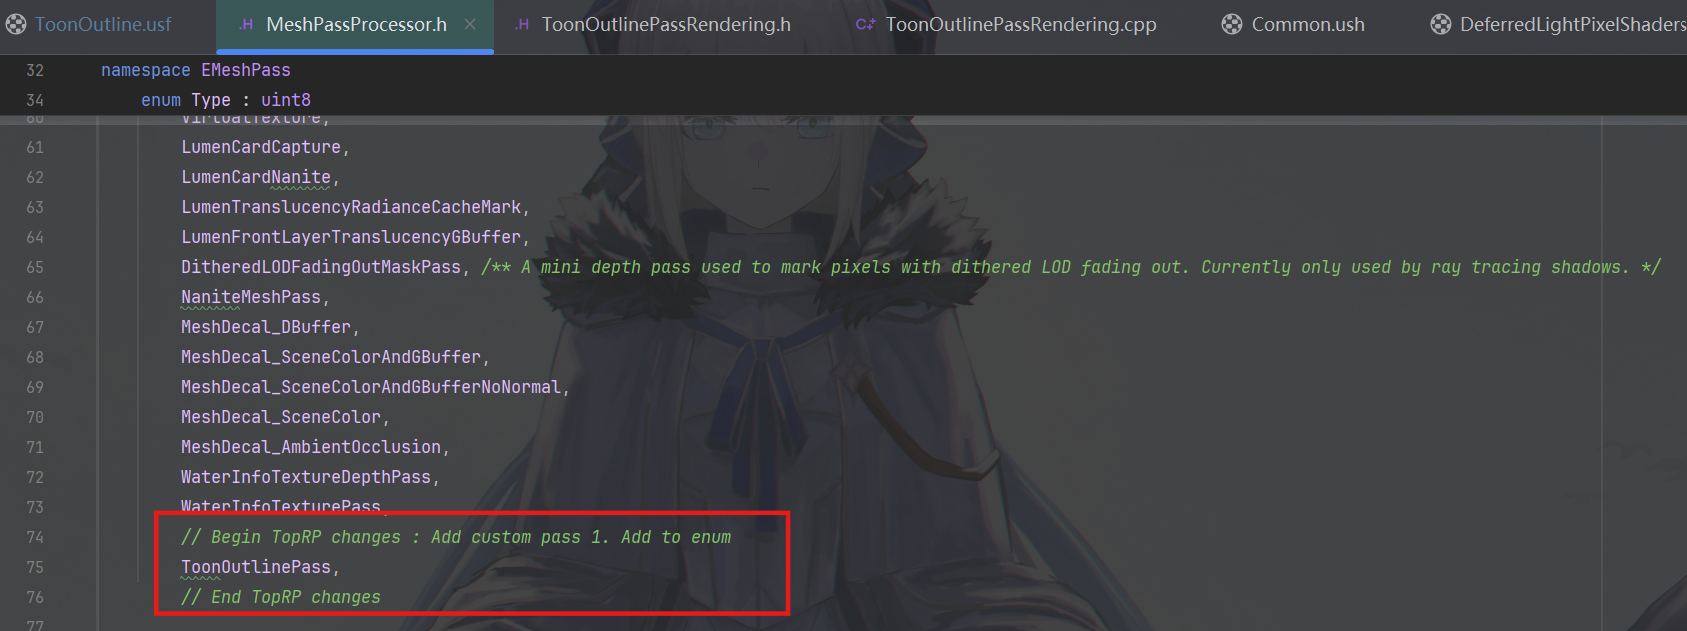 ToonOutline.usf
.H MeshPassProcessor.h
.H ToonOutlinePassRendering.h
C++ ToonOutlinePassRendering.cpp
Common.ush
DeferredLightPixelShaders
32 namespace EMeshPass
34 enum Type : uint8
60 VirtualTexture,
61 LumenCardCapture,
62 LumenCardNanite,
63 LumenTranslucencyRadianceCacheMark,
64 LumenFrontLayerTranslucencyGBuffer,
65 DitheredLODFadingOutMaskPass, /** A mini depth pass used to mark pixels with dithered LOD fading out. Currently only used by ray tracing shadows. */
66 NaniteMeshPass,
67 MeshDecal_DBuffer,
68 MeshDecal_SceneColorAndGBuffer,
69 MeshDecal_SceneColorAndGBufferNoNormal,
70 MeshDecal_SceneColor,
71 MeshDecal_AmbientOcclusion,
72 WaterInfoTextureDepthPass,
73 WaterInfoTexturePass,
74 // Begin TopRP changes : Add custom pass 1. Add to enum
75 ToonOutlinePass,
76 // End TopRP changes
77